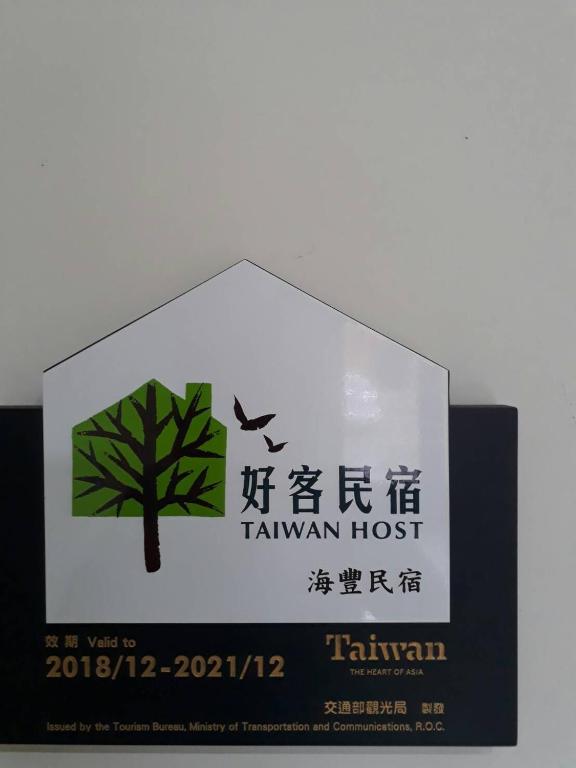 好客民宿
TAIWAN HOST
海豐民宿
效期 Valid to
2018/12-2021/12
Taiwan
THE HEART OF ASIA
交通部觀光局 製發
Issued by the Tourism Bureau, Ministry of Transportation and Communications, R.O.C.